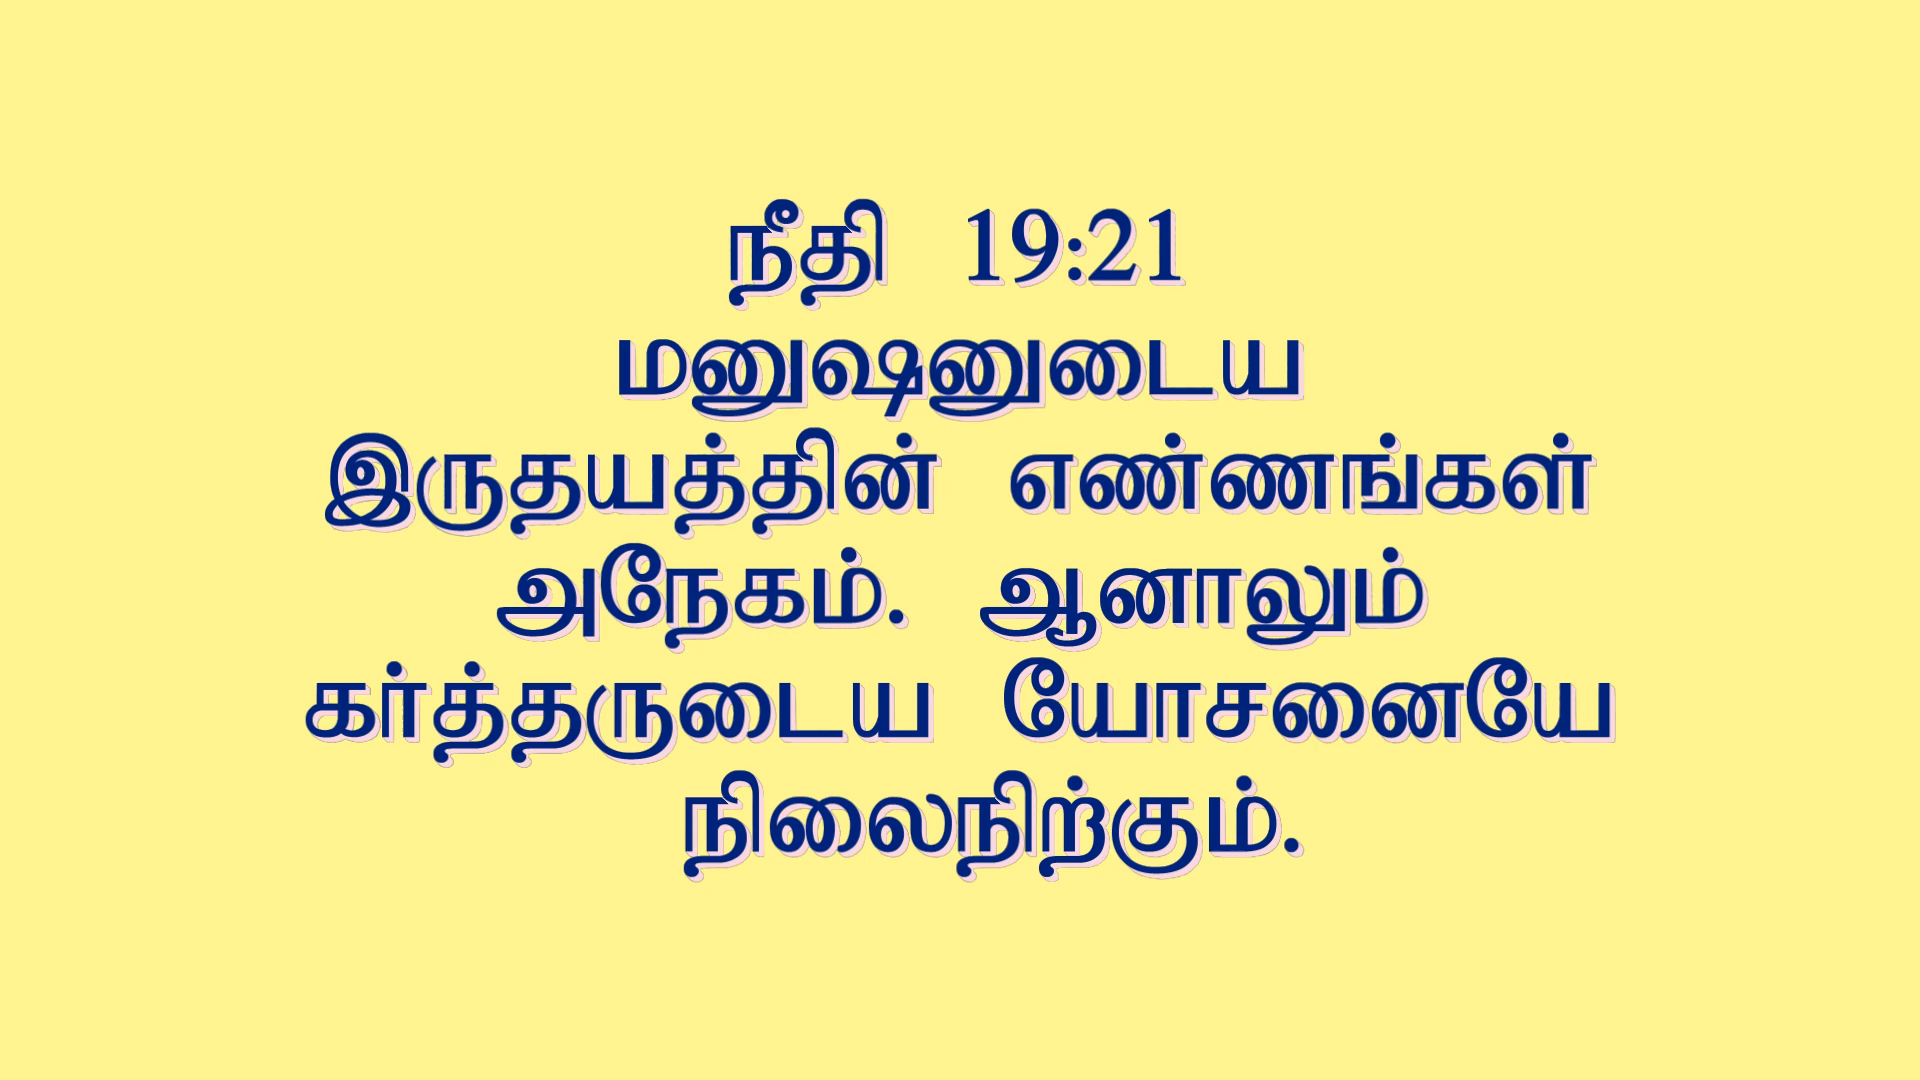 நீதி 19:21
மனுஷனுடைய
இருதயத்தின் எண்ணங்கள்
அநேகம். ஆனாலும்
கர்த்தருடைய யோசனையே
நிலைநிற்கும்.